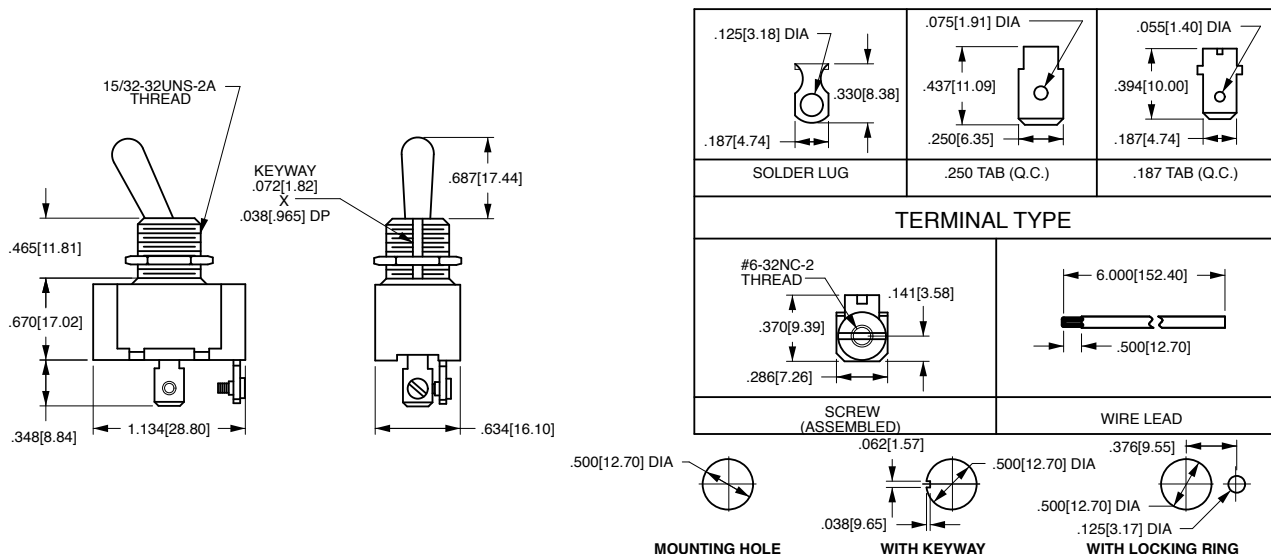 15/32-32UNS-2A
THREAD
.465[11.81]
.670[17.02]
.348[8.84]
1.134[28.80]
KEYWAY
.072[1.82]
X
.038[.965] DP
.687[17.44]
.634[16.10]
.125[3.18] DIA
.330[8.38]
.187[4.74]
SOLDER LUG
.075[1.91] DIA
.437[11.09]
.250[6.35]
.250 TAB (Q.C.)
.055[1.40] DIA
.394[10.00]
.187[4.74]
.187 TAB (Q.C.)
TERMINAL TYPE
#6-32NC-2
THREAD
.141[3.58]
.370[9.39]
.286[7.26]
SCREW
(ASSEMBLED)
6.000[152.40]
.500[12.70]
WIRE LEAD
.500[12.70] DIA
MOUNTING HOLE
.062[1.57]
.500[12.70] DIA
.038[9.65]
WITH KEYWAY
.376[9.55]
.500[12.70] DIA
.125[3.17] DIA
WITH LOCKING RING